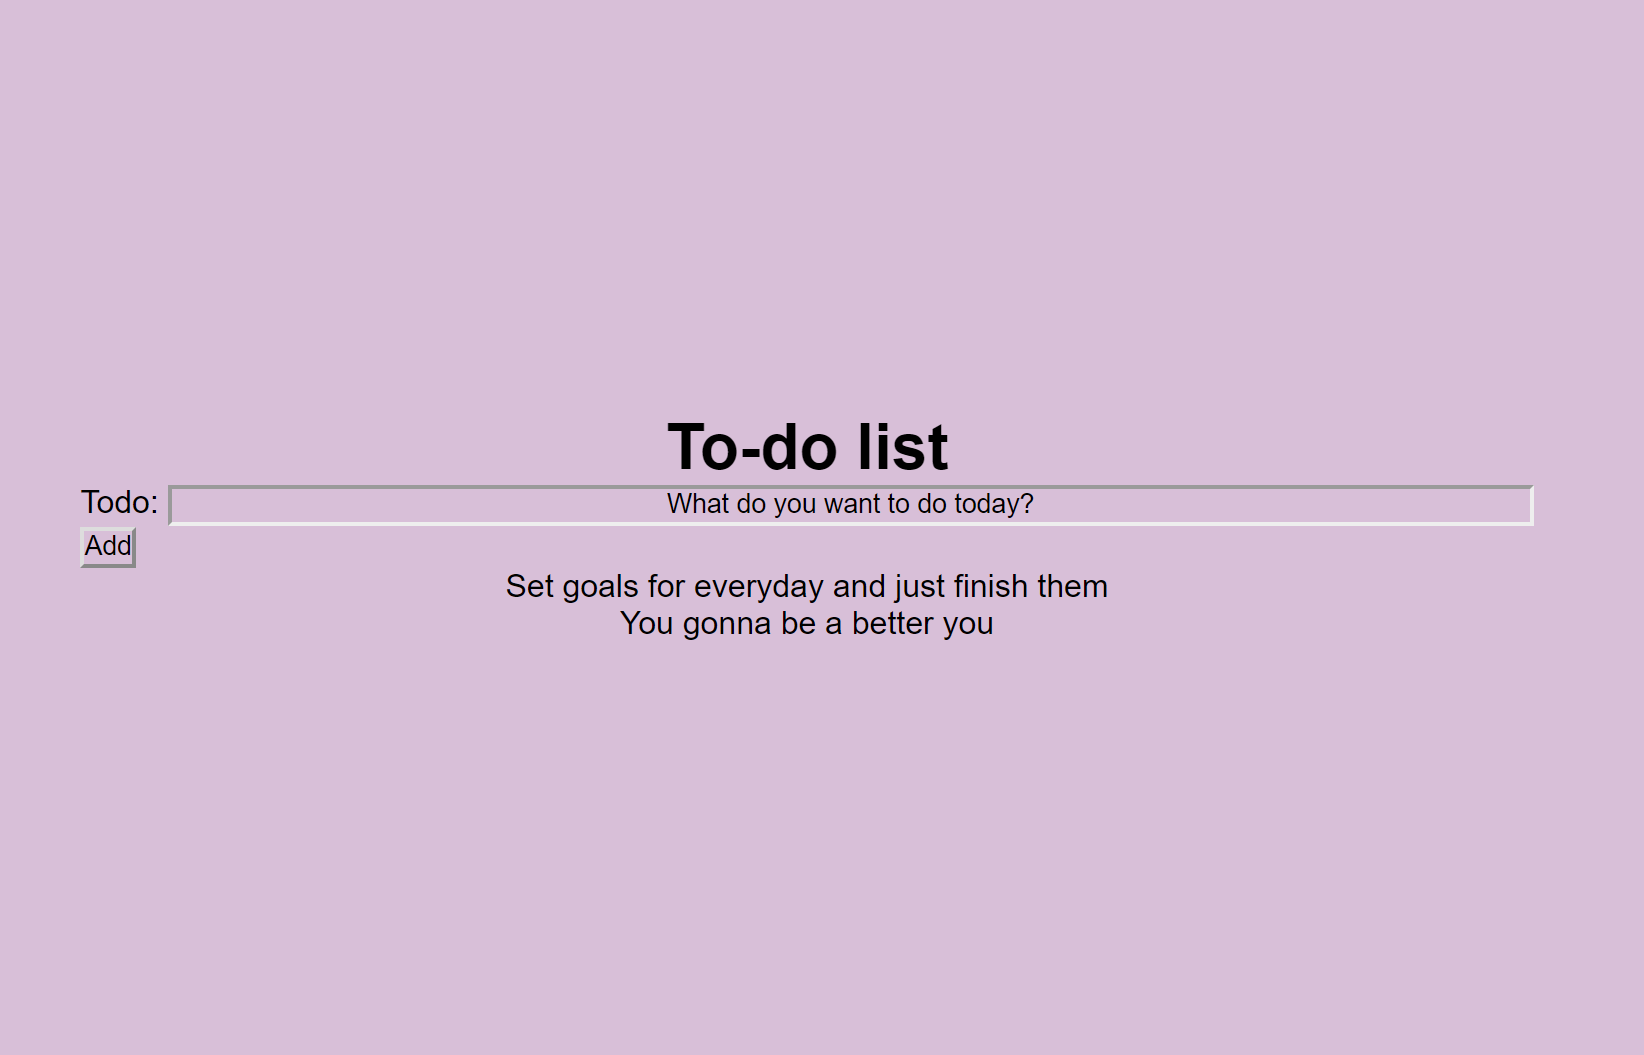 To-do list
Todo: What do you want to do today?
Add
Set goals for everyday and just finish them
You gonna be a better you